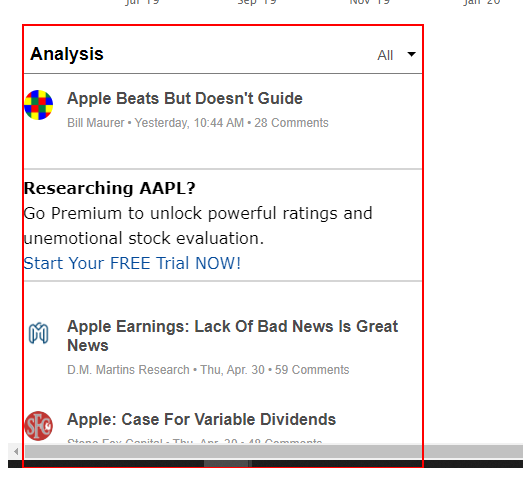 Jul '19 Sep '19 Nov '19 Jan '20
Analysis All
Apple Beats But Doesn't Guide
Bill Maurer • Yesterday, 10:44 AM • 28 Comments
Researching AAPL?
Go Premium to unlock powerful ratings and
unemotional stock evaluation.
Start Your FREE Trial NOW!
Apple Earnings: Lack Of Bad News Is Great
News
D.M. Martins Research • Thu, Apr. 30 • 59 Comments
SFC Apple: Case For Variable Dividends
Stone Fox Capital • Thu, Apr. 30 • 48 Comments